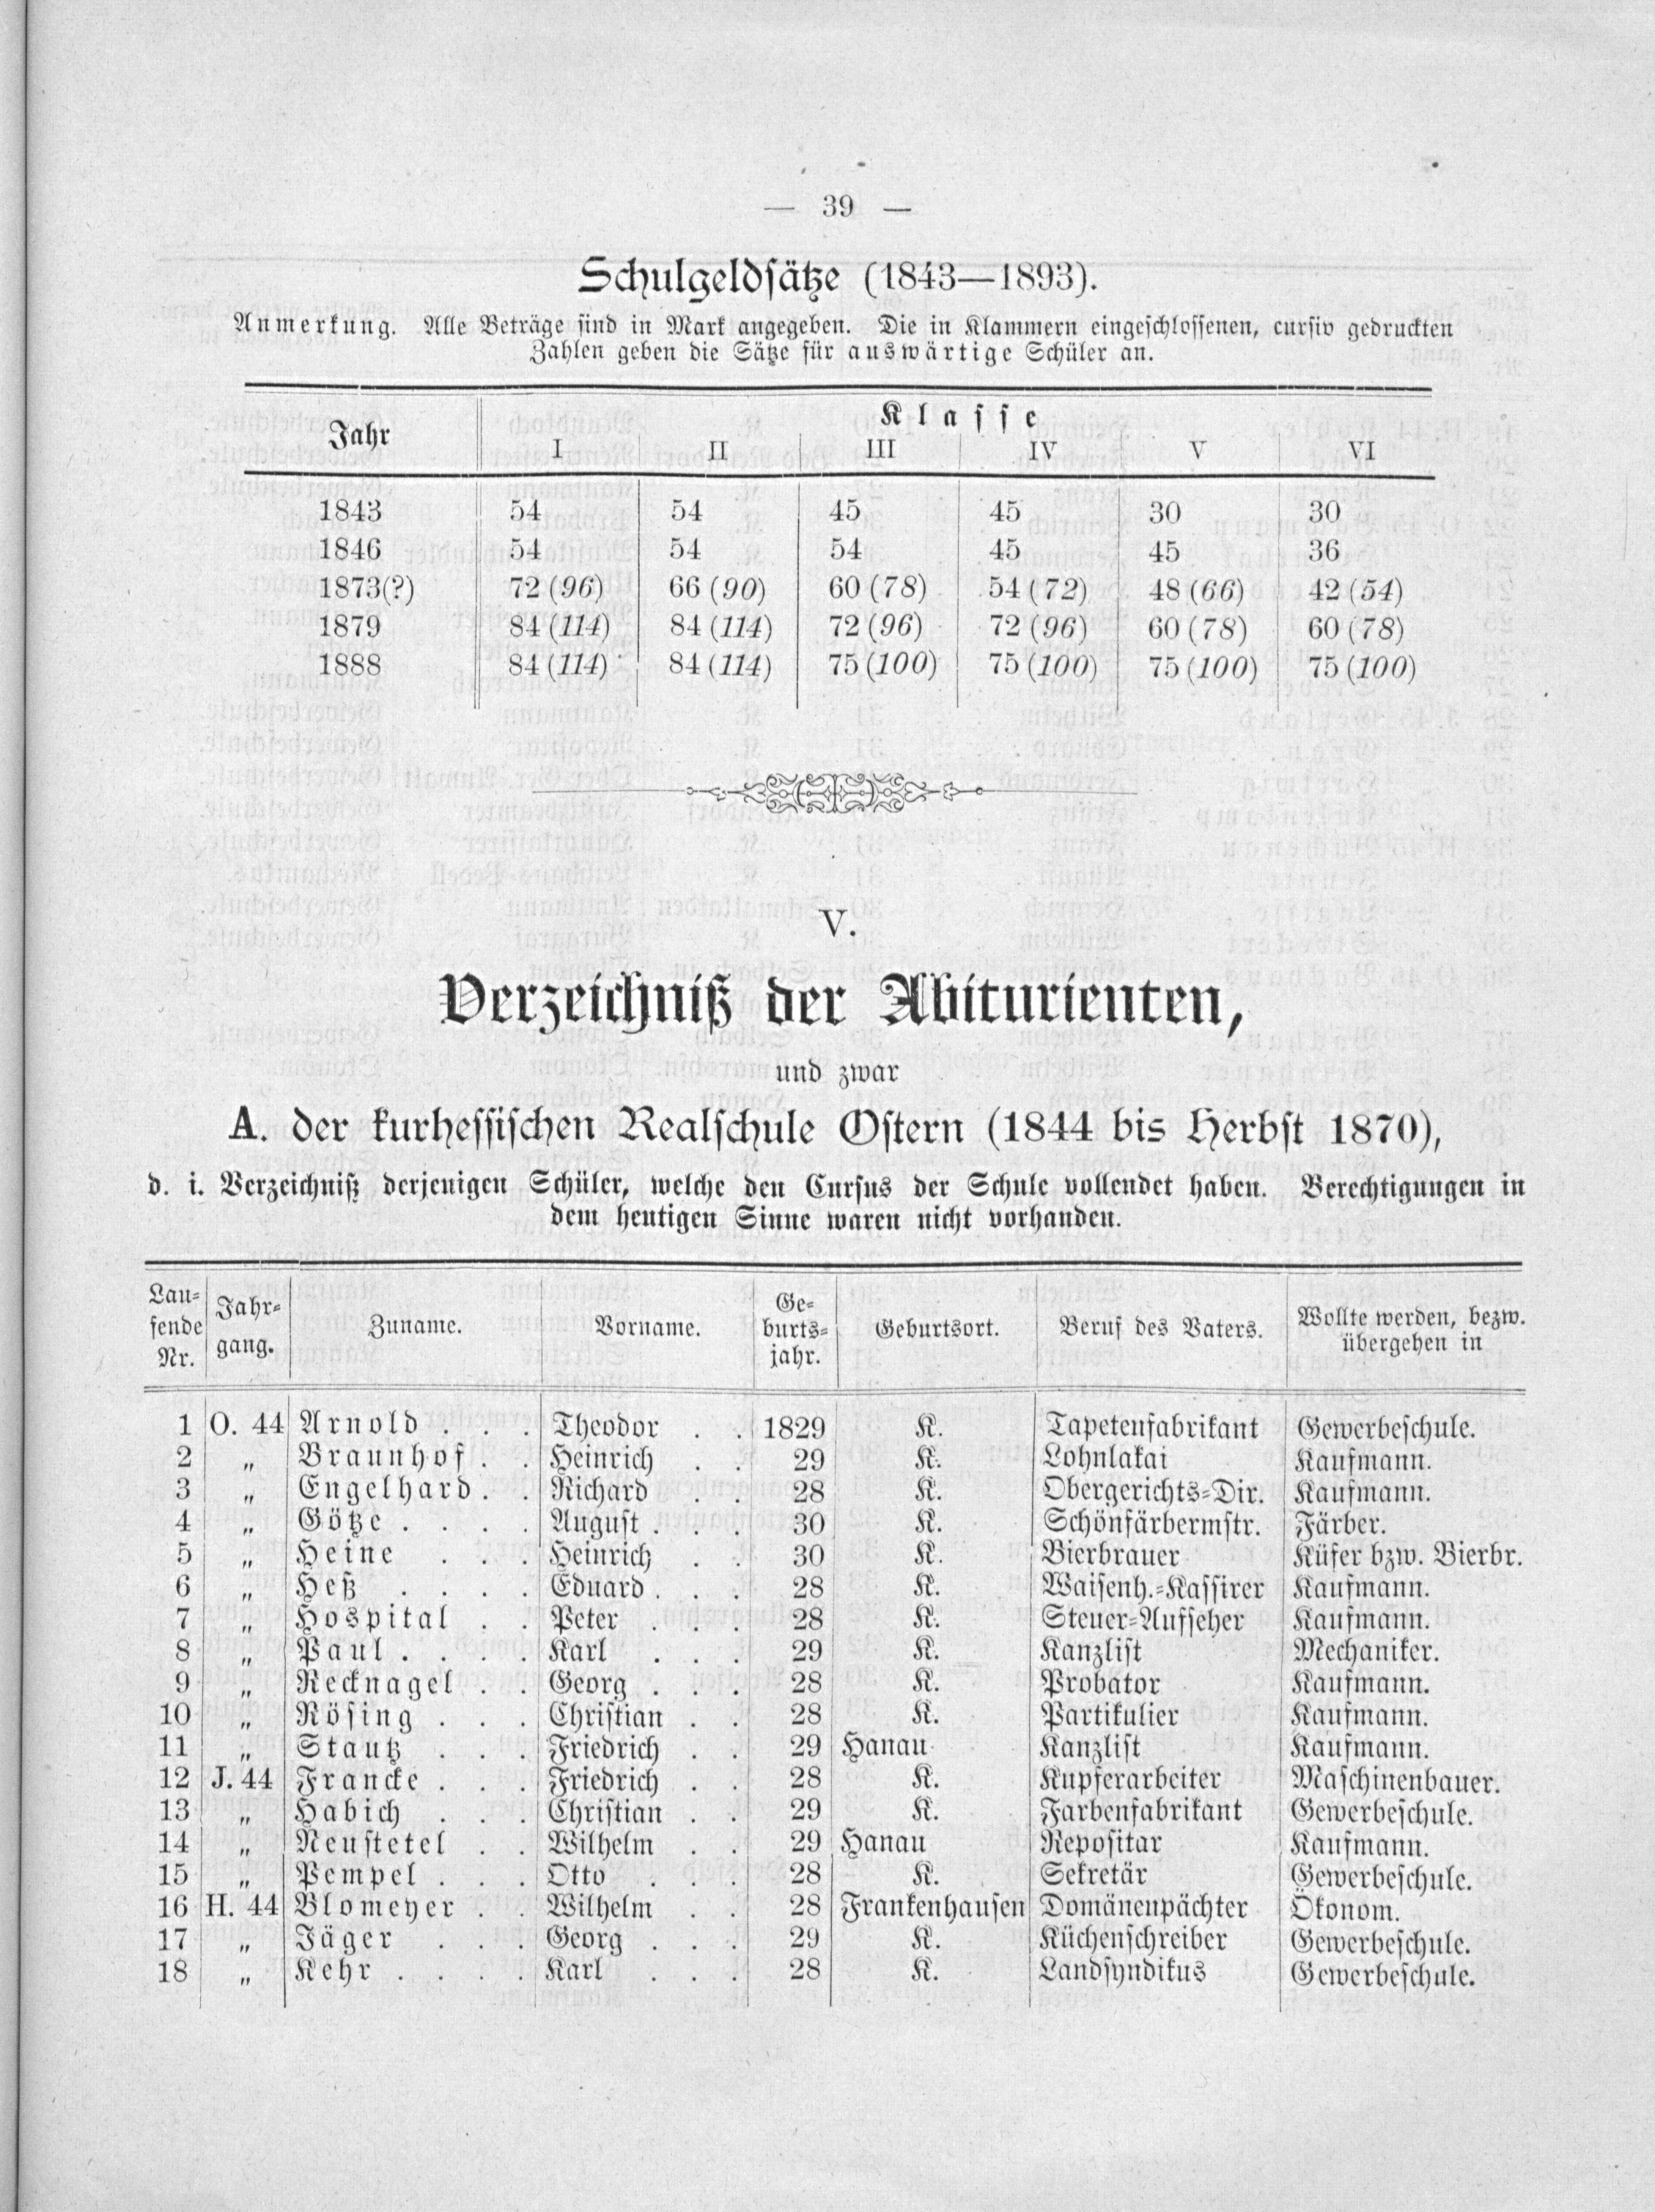 — 39 —
Schulgeldsätze (1843—1893).
Anmerkung. Alle Beträge sind in Mark angegeben. Die in Klammern eingeschlossenen, cursiv gedruckten
Zahlen geben die Sätze für auswärtige Schüler an.
Jahr Klasse
I II III IV V VI
1843 54 54 45 45 30 30
1846 54 54 54 45 45 36
1873(?) 72 (96) 66 (90) 60 (78) 54 (72) 48 (66) 42 (54)
1879 84 (114) 84 (114) 72 (96) 72 (96) 60 (78) 60 (78)
1888 84 (114) 84 (114) 75 (100) 75 (100) 75 (100) 75 (100)
V.
Verzeichniß der Abiturienten,
und zwar
A. der kurhessischen Realschule Ostern (1844 bis Herbst 1870),
d. i. Verzeichniß derjenigen Schüler, welche den Cursus der Schule vollendet haben. Berechtigungen in
dem heutigen Sinne waren nicht vorhanden.
Lau-
fende
Nr. Jahr-
gang. Zuname. Vorname. Ge-
burts-
jahr. Geburtsort. Beruf des Vaters. Wollte werden, bezw.
übergehen in
1 O. 44 Arnold . . . Theodor . . 1829 K. Tapetenfabrikant Gewerbeschule.
2 „ Braunhof . . Heinrich . . 29 K. Lohnlakai Kaufmann.
3 „ Engelhard . . Richard . . 28 K. Obergerichts-Dir. Kaufmann.
4 „ Götze . . . . August . . . 30 K. Schönfärbermstr. Färber.
5 „ Heine . . . Heinrich . . 30 K. Bierbrauer Küfer bzw. Bierbr.
6 „ Heß . . . . Eduard . . . 28 K. Waisenh.-Kassirer Kaufmann.
7 „ Hospital . . Peter . . . 28 K. Steuer-Aufseher Kaufmann.
8 „ Paul . . . . Karl . . . 29 K. Kanzlist Mechaniker.
9 „ Recknagel . . Georg . . . 28 K. Probator Kaufmann.
10 „ Rösing . . . Christian . . 28 K. Partikulier Kaufmann.
11 „ Stautz . . . Friedrich . . 29 Hanau Kanzlist Kaufmann.
12 J. 44 Francke . . . Friedrich . . 28 K. Kupferarbeiter Maschinenbauer.
13 „ Habich . . . Christian . . 29 K. Farbenfabrikant Gewerbeschule.
14 „ Neustetel . . Wilhelm . . 29 Hanau Repositar Kaufmann.
15 „ Pempel . . . Otto . . . 28 K. Sekretär Gewerbeschule.
16 H. 44 Blomeyer . . Wilhelm . . 28 Frankenhausen Domänenpächter Ökonom.
17 „ Jäger . . . Georg . . . 29 K. Küchenschreiber Gewerbeschule.
18 „ Kehr . . . . Karl . . . 28 K. Landsyndikus Gewerbeschule.